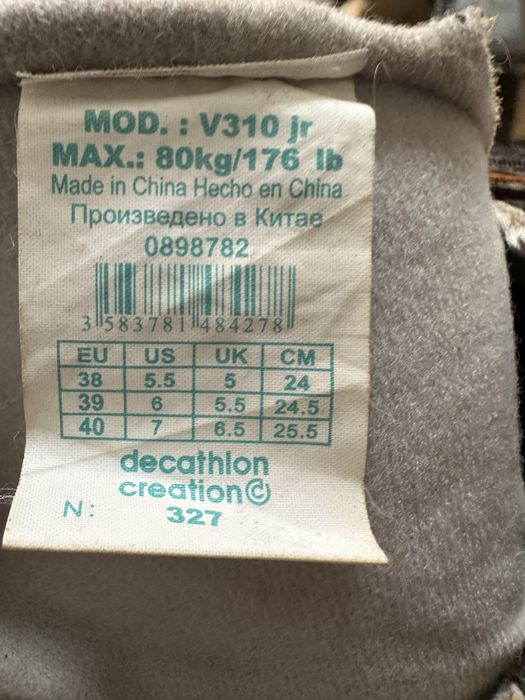 MOD. : V310 jr
MAX.: 80kg/176 lb
Made in China Hecho en China
Произведено в Китае
0898782
3 583781 484278
EU US UK CM
38 5.5 5 24
39 6 5.5 24.5
40 7 6.5 25.5
decathlon
creation©
N: 327